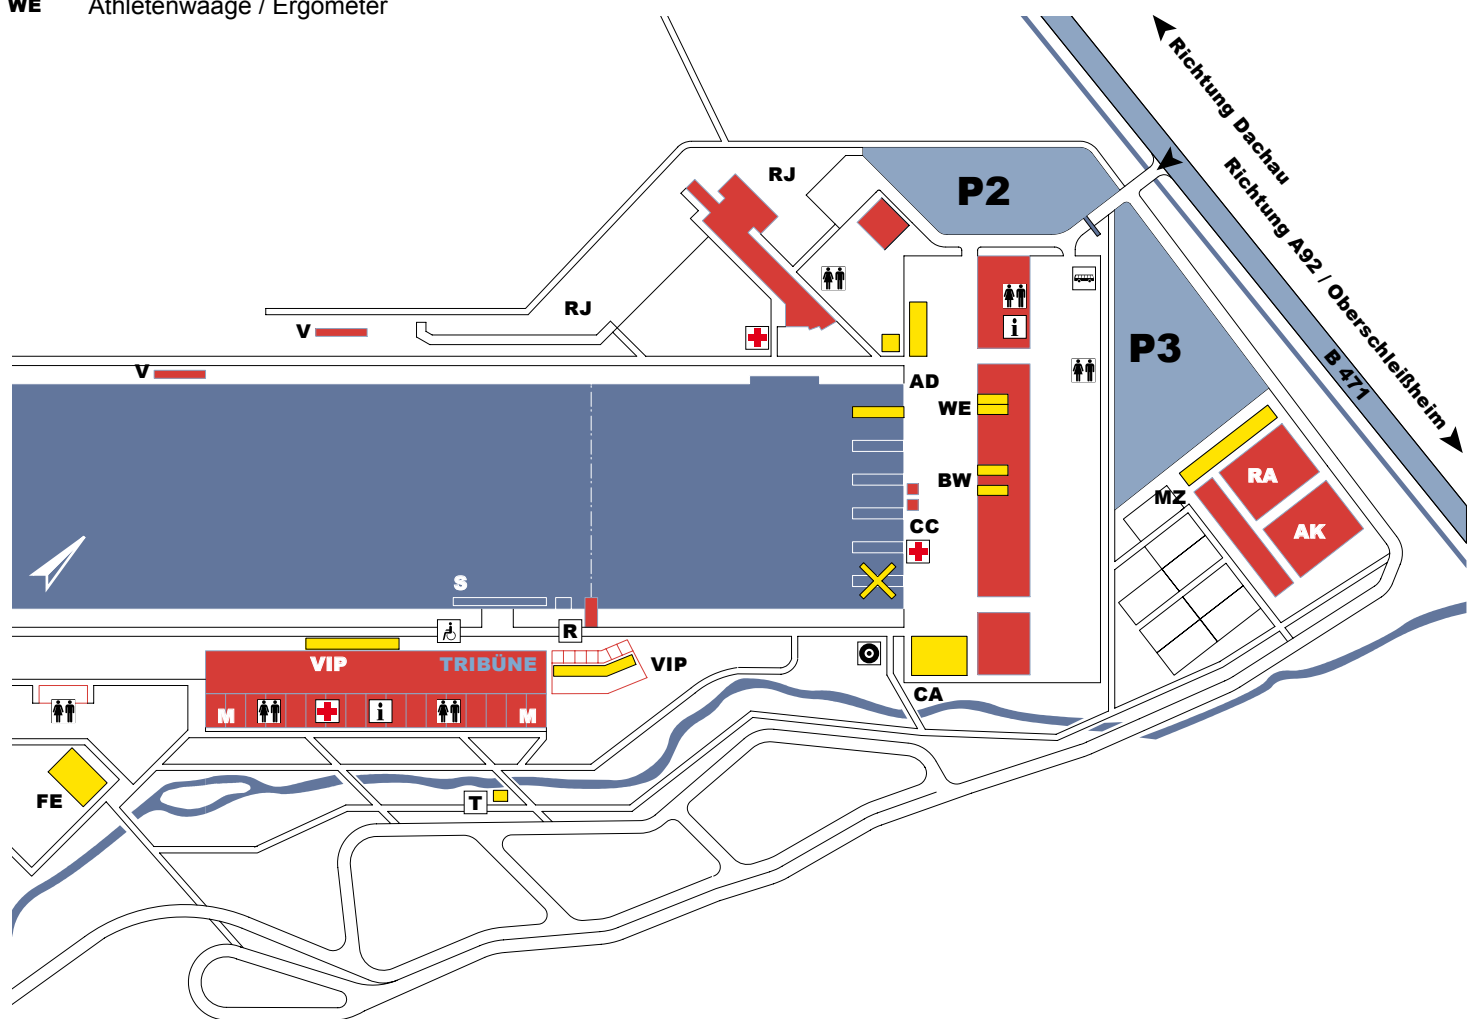 WE Athletenwaage / Ergometer
Richtung Dachau
Richtung A92 / Oberschleißheim
B 471
RJ
P2
RJ
V
P3
V
AD
WE
BW
RA
MZ
CC
AK
S
R
VIP
TRIBÜNE
VIP
CA
M
i
M
i
FE
T